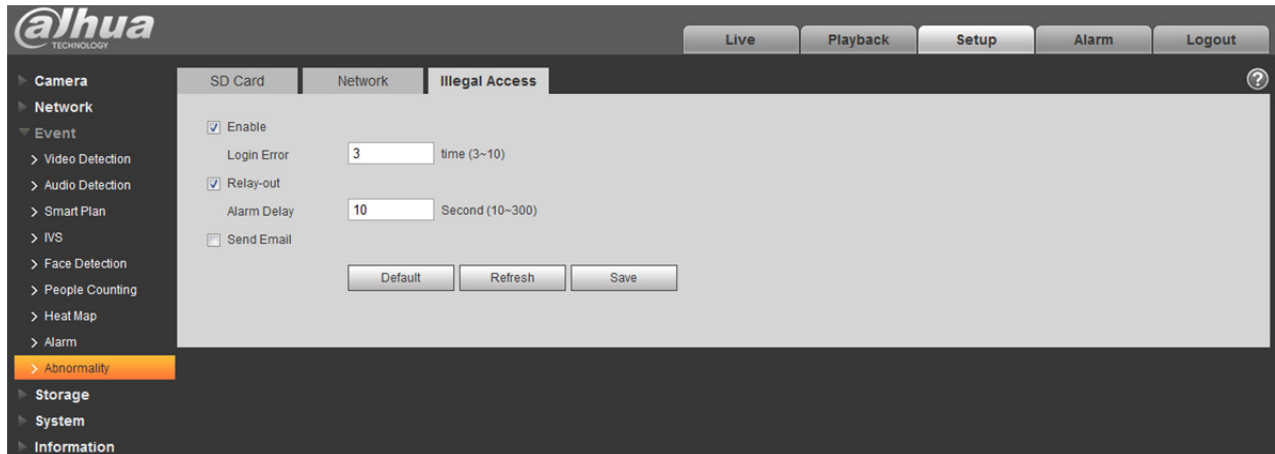 alhua
TECHNOLOGY
Live Playback Setup Alarm Logout
Camera
Network
Event
Video Detection
Audio Detection
Smart Plan
IVS
Face Detection
People Counting
Heat Map
Alarm
Abnormality
Storage
System
Information
SD Card Network Illegal Access ?
Enable
Login Error 3 time (3~10)
Relay-out
Alarm Delay 10 Second (10~300)
Send Email
Default Refresh Save